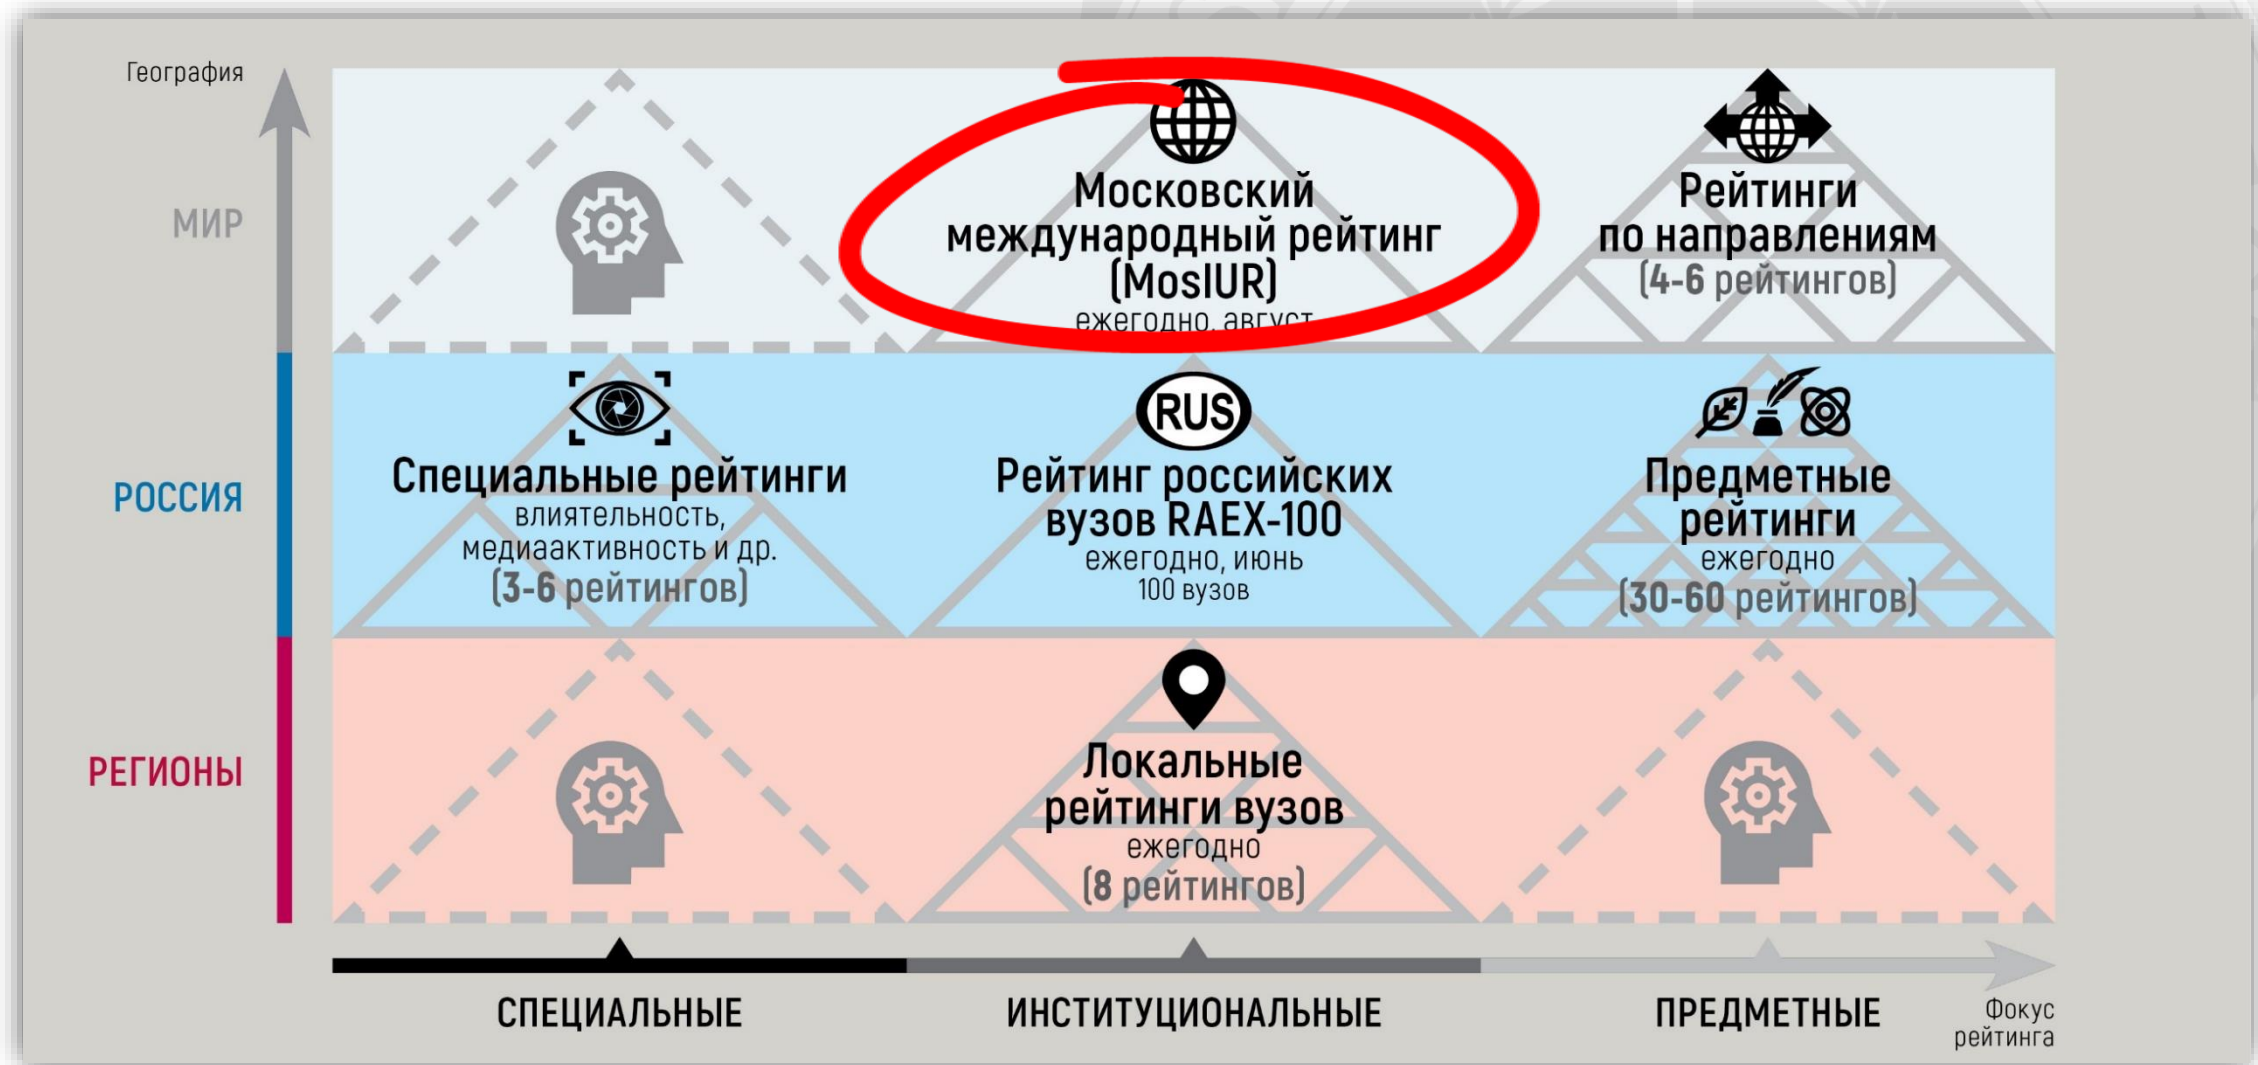 География
МИР
Московский
международный рейтинг
(MosIUR)
ежегодно, август
Рейтинги
по направлениям
(4-6 рейтингов)
РОССИЯ
Специальные рейтинги
влиятельность,
медиаактивность и др.
(3-6 рейтингов)
RUS
Рейтинг российских
вузов RAEX-100
ежегодно, июнь
100 вузов
Предметные
рейтинги
ежегодно
(30-60 рейтингов)
РЕГИОНЫ
Локальные
рейтинги вузов
ежегодно
(8 рейтингов)
СПЕЦИАЛЬНЫЕ
ИНСТИТУЦИОНАЛЬНЫЕ
ПРЕДМЕТНЫЕ
Фокус
рейтинга